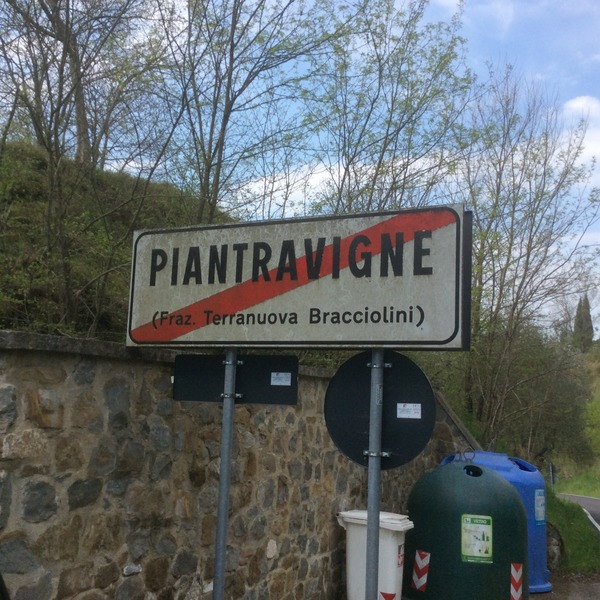 PIANTRAVIGNE
(Fraz. Terranuova Bracciolini)